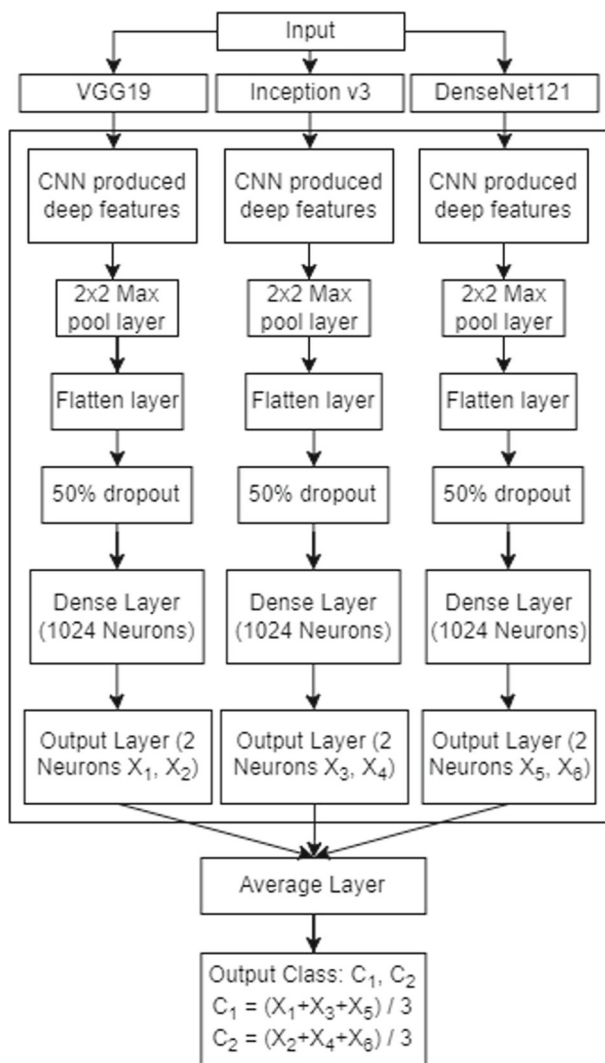 Input
VGG19
Inception v3
DenseNet121
CNN produced
deep features
CNN produced
deep features
CNN produced
deep features
2x2 Max
pool layer
2x2 Max
pool layer
2x2 Max
pool layer
Flatten layer
Flatten layer
Flatten layer
50% dropout
50% dropout
50% dropout
Dense Layer
(1024 Neurons)
Dense Layer
(1024 Neurons)
Dense Layer
(1024 Neurons)
Output Layer (2
Neurons X₁, X₂)
Output Layer (2
Neurons X₃, X₄)
Output Layer (2
Neurons X₅, X₆)
Average Layer
Output Class: C₁, C₂
C₁ = (X₁+X₃+X₅) / 3
C₂ = (X₂+X₄+X₆) / 3